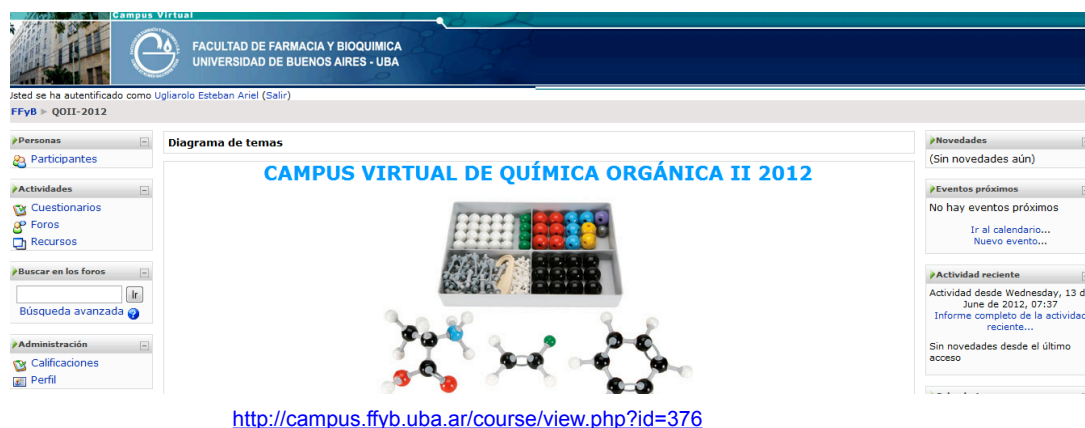 Campus Virtual
FACULTAD DE FARMACIA Y BIOQUIMICA
UNIVERSIDAD DE BUENOS AIRES - UBA
Usted se ha autentificado como Ugliarolo Esteban Ariel (Salir)
FFyB ► QOII-2012
Personas
Participantes
Actividades
Cuestionarios
Foros
Recursos
Buscar en los foros
Ir
Búsqueda avanzada
Administración
Calificaciones
Perfil
Diagrama de temas
CAMPUS VIRTUAL DE QUÍMICA ORGÁNICA II 2012
Novedades
(Sin novedades aún)
Eventos próximos
No hay eventos próximos
Ir al calendario...
Nuevo evento...
Actividad reciente
Actividad desde Wednesday, 13 d
June de 2012, 07:37
Informe completo de la actividad
reciente...
Sin novedades desde el último
acceso
http://campus.ffyb.uba.ar/course/view.php?id=376